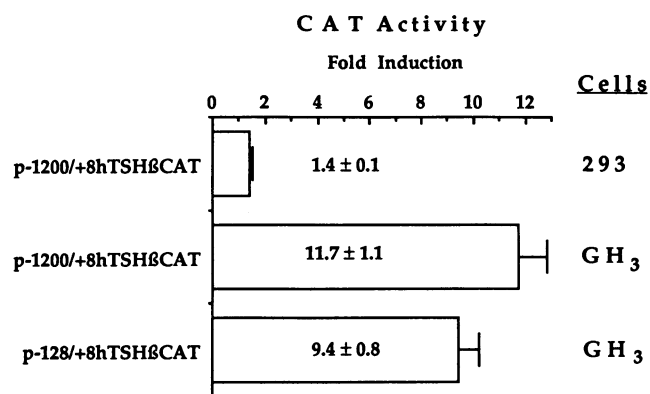 CAT Activity
Fold Induction
Cells
0 2 4 6 8 10 12
p-1200/+8hTSHßCAT 1.4 ± 0.1 293
p-1200/+8hTSHßCAT 11.7 ± 1.1 GH3
p-128/+8hTSHßCAT 9.4 ± 0.8 GH3